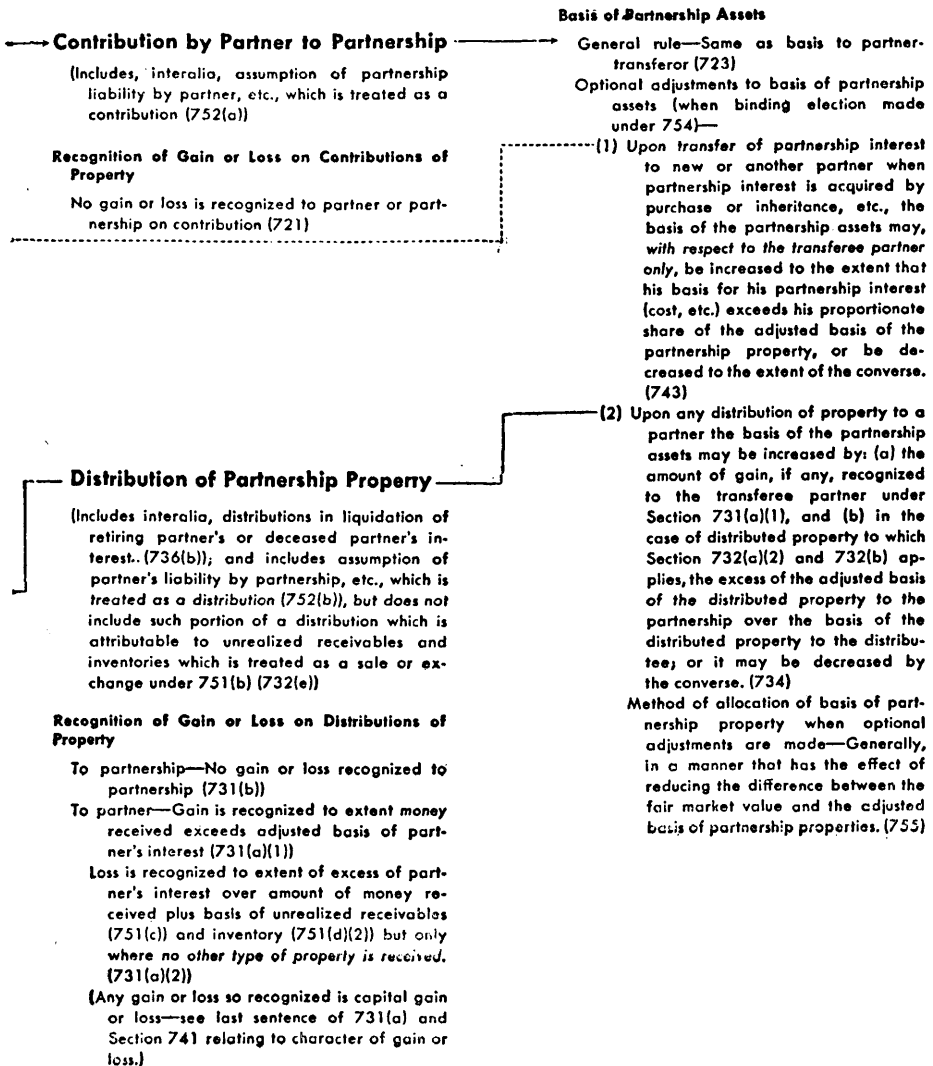 Contribution by Partner to Partnership
(Includes, interalia, assumption of partnership
liability by partner, etc., which is treated as a
contribution (752(a))
Recognition of Gain or Loss on Contributions of
Property
No gain or loss is recognized to partner or part-
nership on contribution (721)
Distribution of Partnership Property
(Includes interalia, distributions in liquidation of
retiring partner's or deceased partner's in-
terest.. (736(b)); and includes assumption of
partner's liability by partnership, etc., which is
treated as a distribution (752(b)), but does not
include such portion of a distribution which is
attributable to unrealized receivables and
inventories which is treated as a sale or ex-
change under 751(b) (732(e))
Recognition of Gain or Loss on Distributions of
Property
To partnership—No gain or loss recognized to
partnership (731(b))
To partner—Gain is recognized to extent money
received exceeds adjusted basis of part-
ner's interest (731(a)(1))
Loss is recognized to extent of excess of part-
ner's interest over amount of money re-
ceived plus basis of unrealized receivables
(751(c)) and inventory (751(d)(2)) but only
where no other type of property is received.
(731(a)(2))
(Any gain or loss so recognized is capital gain
or loss—see last sentence of 731(a) and
Section 741 relating to character of gain or
loss.)
Basis of Partnership Assets
General rule—Same as basis to partner-
transferor (723)
Optional adjustments to basis of partnership
assets (when binding election made
under 754)—
(1) Upon transfer of partnership interest
to new or another partner when
partnership interest is acquired by
purchase or inheritance, etc., the
basis of the partnership assets may,
with respect to the transferee partner
only, be increased to the extent that
his basis for his partnership interest
(cost, etc.) exceeds his proportionate
share of the adjusted basis of the
partnership property, or be de-
creased to the extent of the converse.
(743)
(2) Upon any distribution of property to a
partner the basis of the partnership
assets may be increased by: (a) the
amount of gain, if any, recognized
to the transferee partner under
Section 731(a)(1), and (b) in the
case of distributed property to which
Section 732(a)(2) and 732(b) ap-
plies, the excess of the adjusted basis
of the distributed property to the
partnership over the basis of the
distributed property to the distribu-
tee; or it may be decreased by
the converse. (734)
Method of allocation of basis of part-
nership property when optional
adjustments are made—Generally,
in a manner that has the effect of
reducing the difference between the
fair market value and the adjusted
basis of partnership properties. (755)